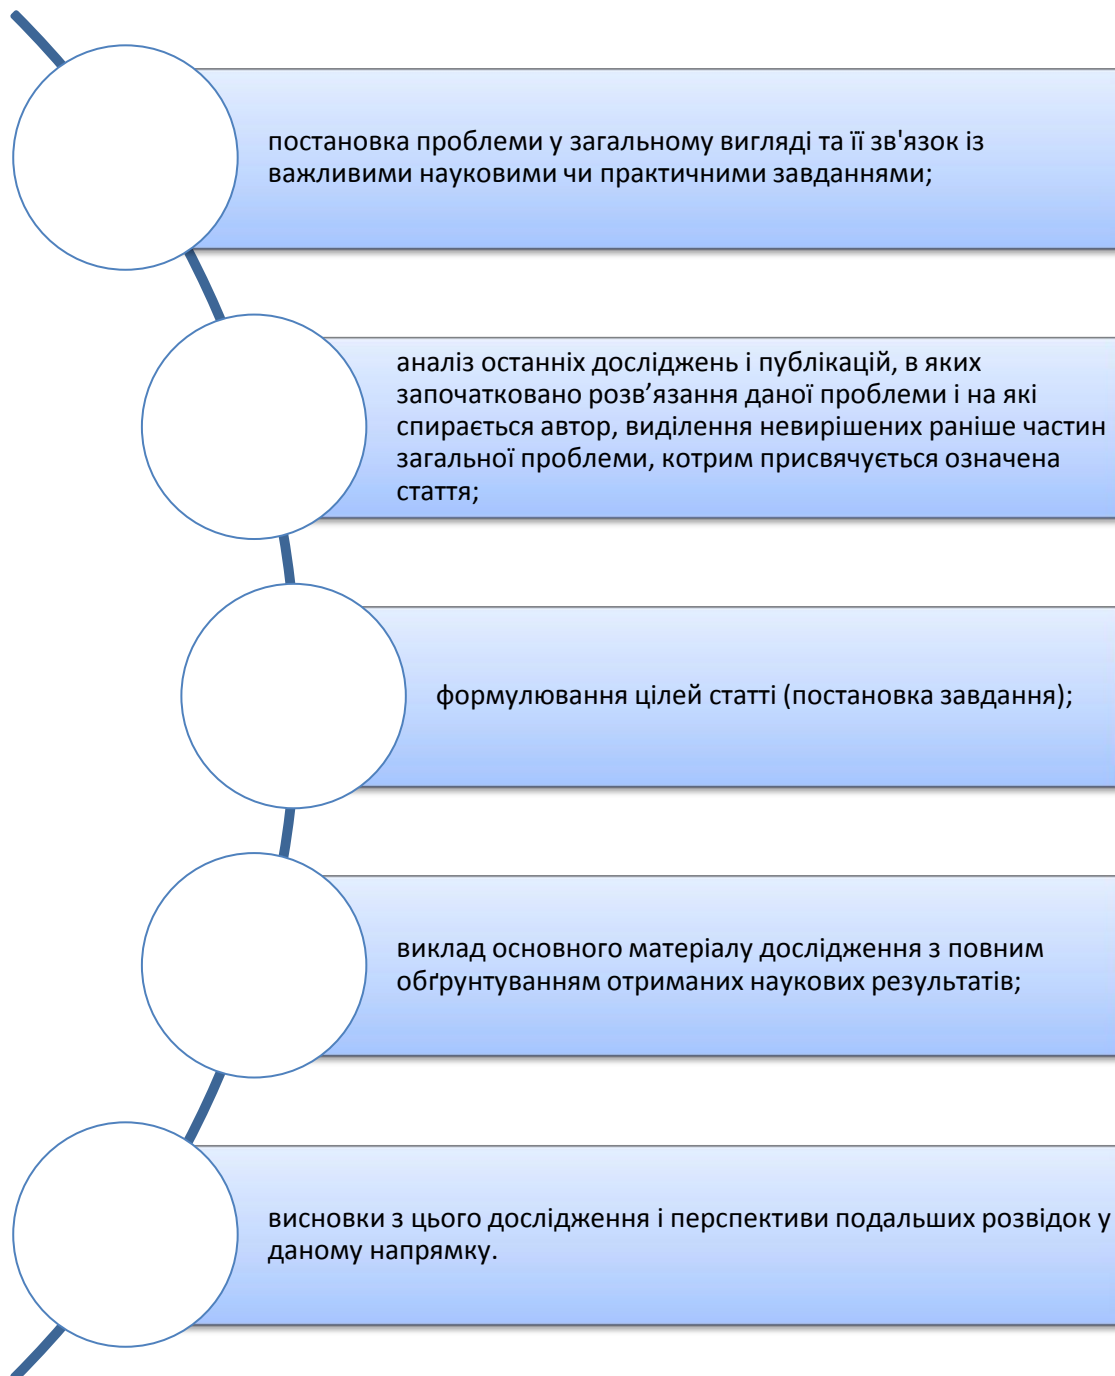 постановка проблеми у загальному вигляді та її зв'язок із
важливими науковими чи практичними завданнями;
аналіз останніх досліджень і публікацій, в яких
започатковано розв’язання даної проблеми і на які
спирається автор, виділення невирішених раніше частин
загальної проблеми, котрим присвячується означена
стаття;
формулювання цілей статті (постановка завдання);
виклад основного матеріалу дослідження з повним
обґрунтуванням отриманих наукових результатів;
висновки з цього дослідження і перспективи подальших розвідок у
даному напрямку.